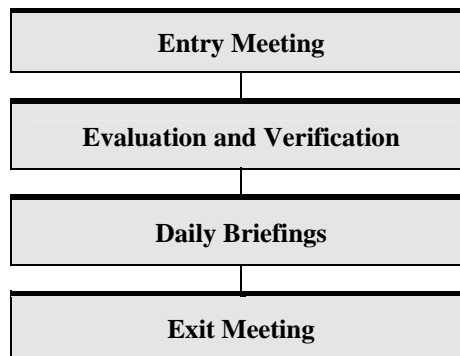 Entry Meeting
Evaluation and Verification
Daily Briefings
Exit Meeting